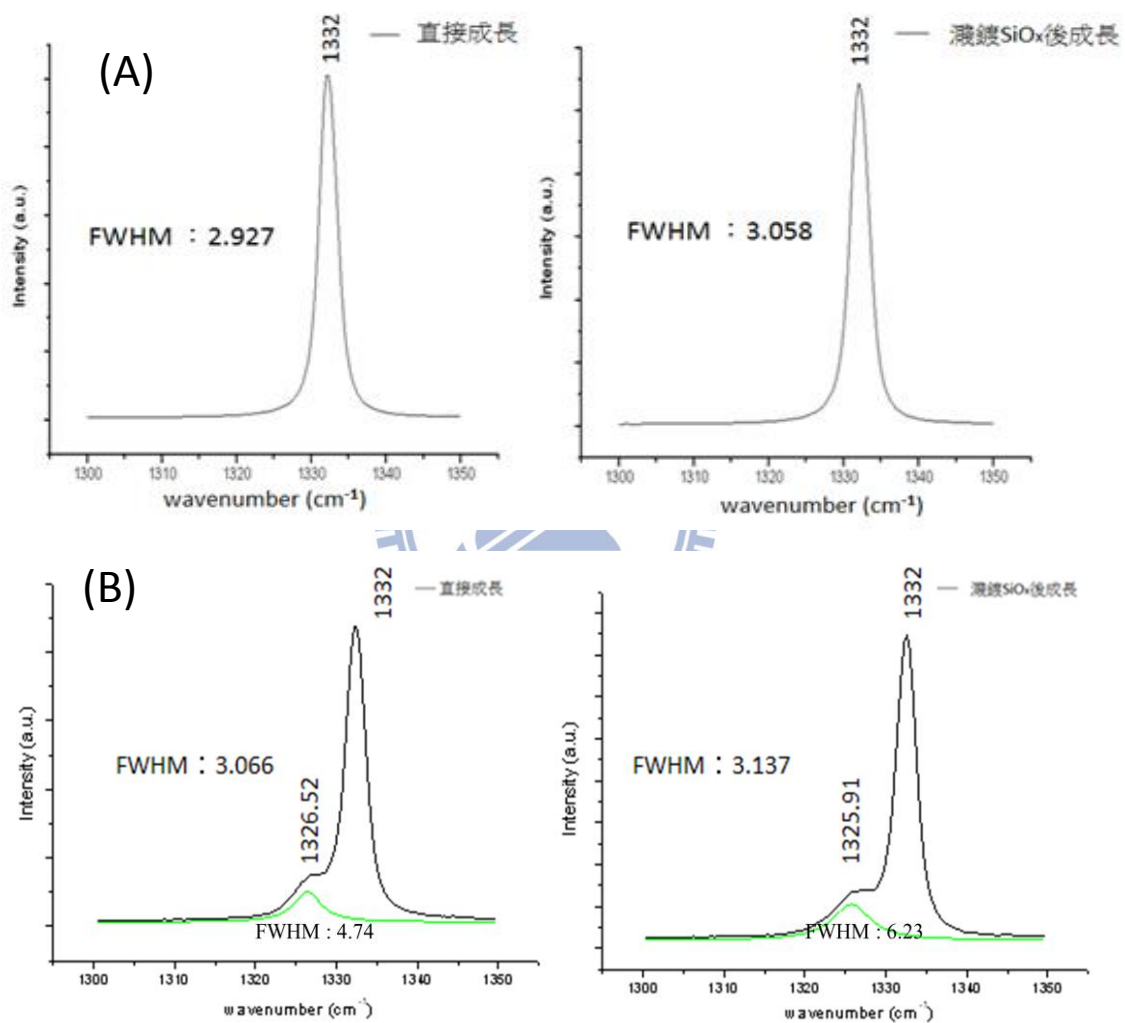 (A)
1332
— 直接成長
Intensity (a.u.)
FWHM : 2.927
1300 1310 1320 1330 1340 1350
wavenumber (cm⁻¹)
1332
— 濺鍍SiOₓ後成長
Intensity (a.u.)
FWHM : 3.058
1300 1310 1320 1330 1340 1350
wavenumber (cm⁻¹)
(B)
1332
— 直接成長
Intensity (a.u.)
FWHM:3.066
1326.52
FWHM : 4.74
1300 1310 1320 1330 1340 1350
wavenumber (cm⁻¹)
1332
— 濺鍍SiOₓ後成長
Intensity (a.u.)
FWHM:3.137
1325.91
FWHM : 6.23
1300 1310 1320 1330 1340 1350
wavenumber (cm⁻¹)